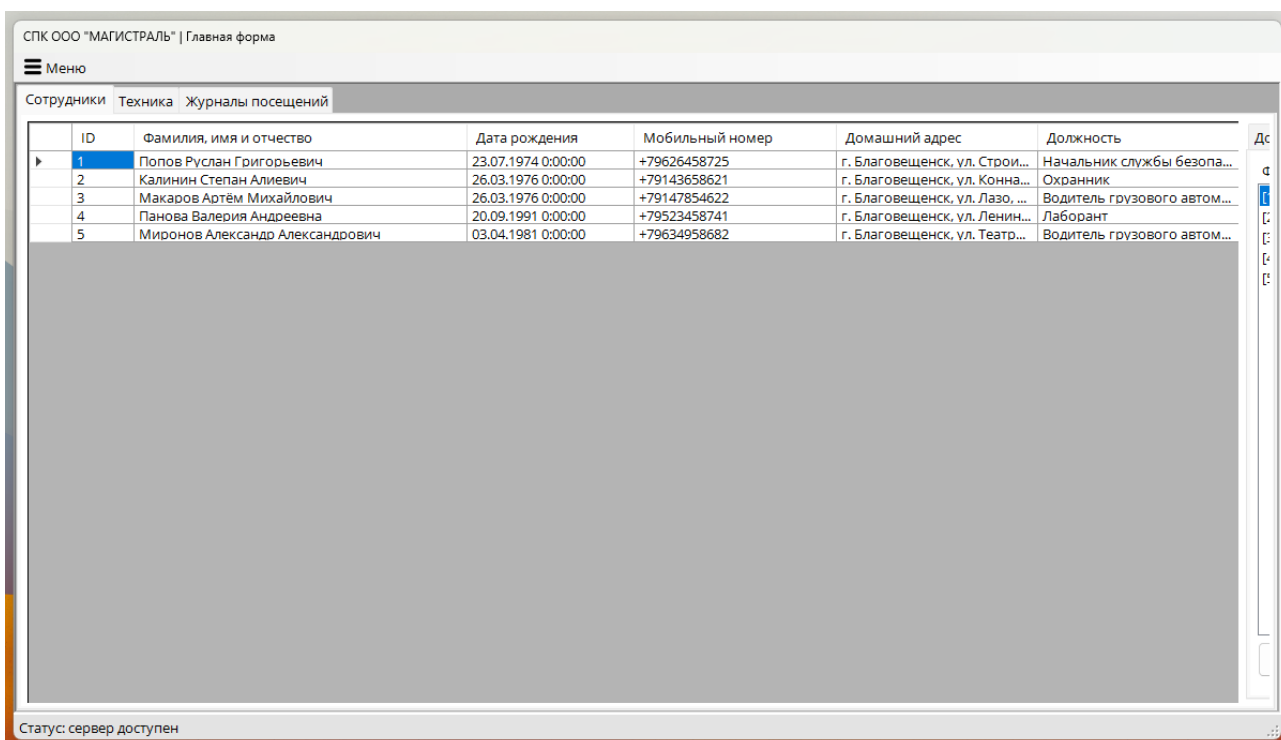 СПК ООО "МАГИСТРАЛЬ" | Главная форма
Меню
Сотрудники Техника Журналы посещений
ID Фамилия, имя и отчество Дата рождения Мобильный номер Домашний адрес Должность
1 Попов Руслан Григорьевич 23.07.1974 0:00:00 +79626458725 г. Благовещенск, ул. Строи... Начальник службы безопа...
2 Калинин Степан Алиевич 26.03.1976 0:00:00 +79143658621 г. Благовещенск, ул. Конна... Охранник
3 Макаров Артём Михайлович 26.03.1976 0:00:00 +79147854622 г. Благовещенск, ул. Лазо, ... Водитель грузового автом...
4 Панова Валерия Андреевна 20.09.1991 0:00:00 +79523458741 г. Благовещенск, ул. Ленин... Лаборант
5 Миронов Александр Александрович 03.04.1981 0:00:00 +79634958682 г. Благовещенск, ул. Театр... Водитель грузового автом...
Статус: сервер доступен